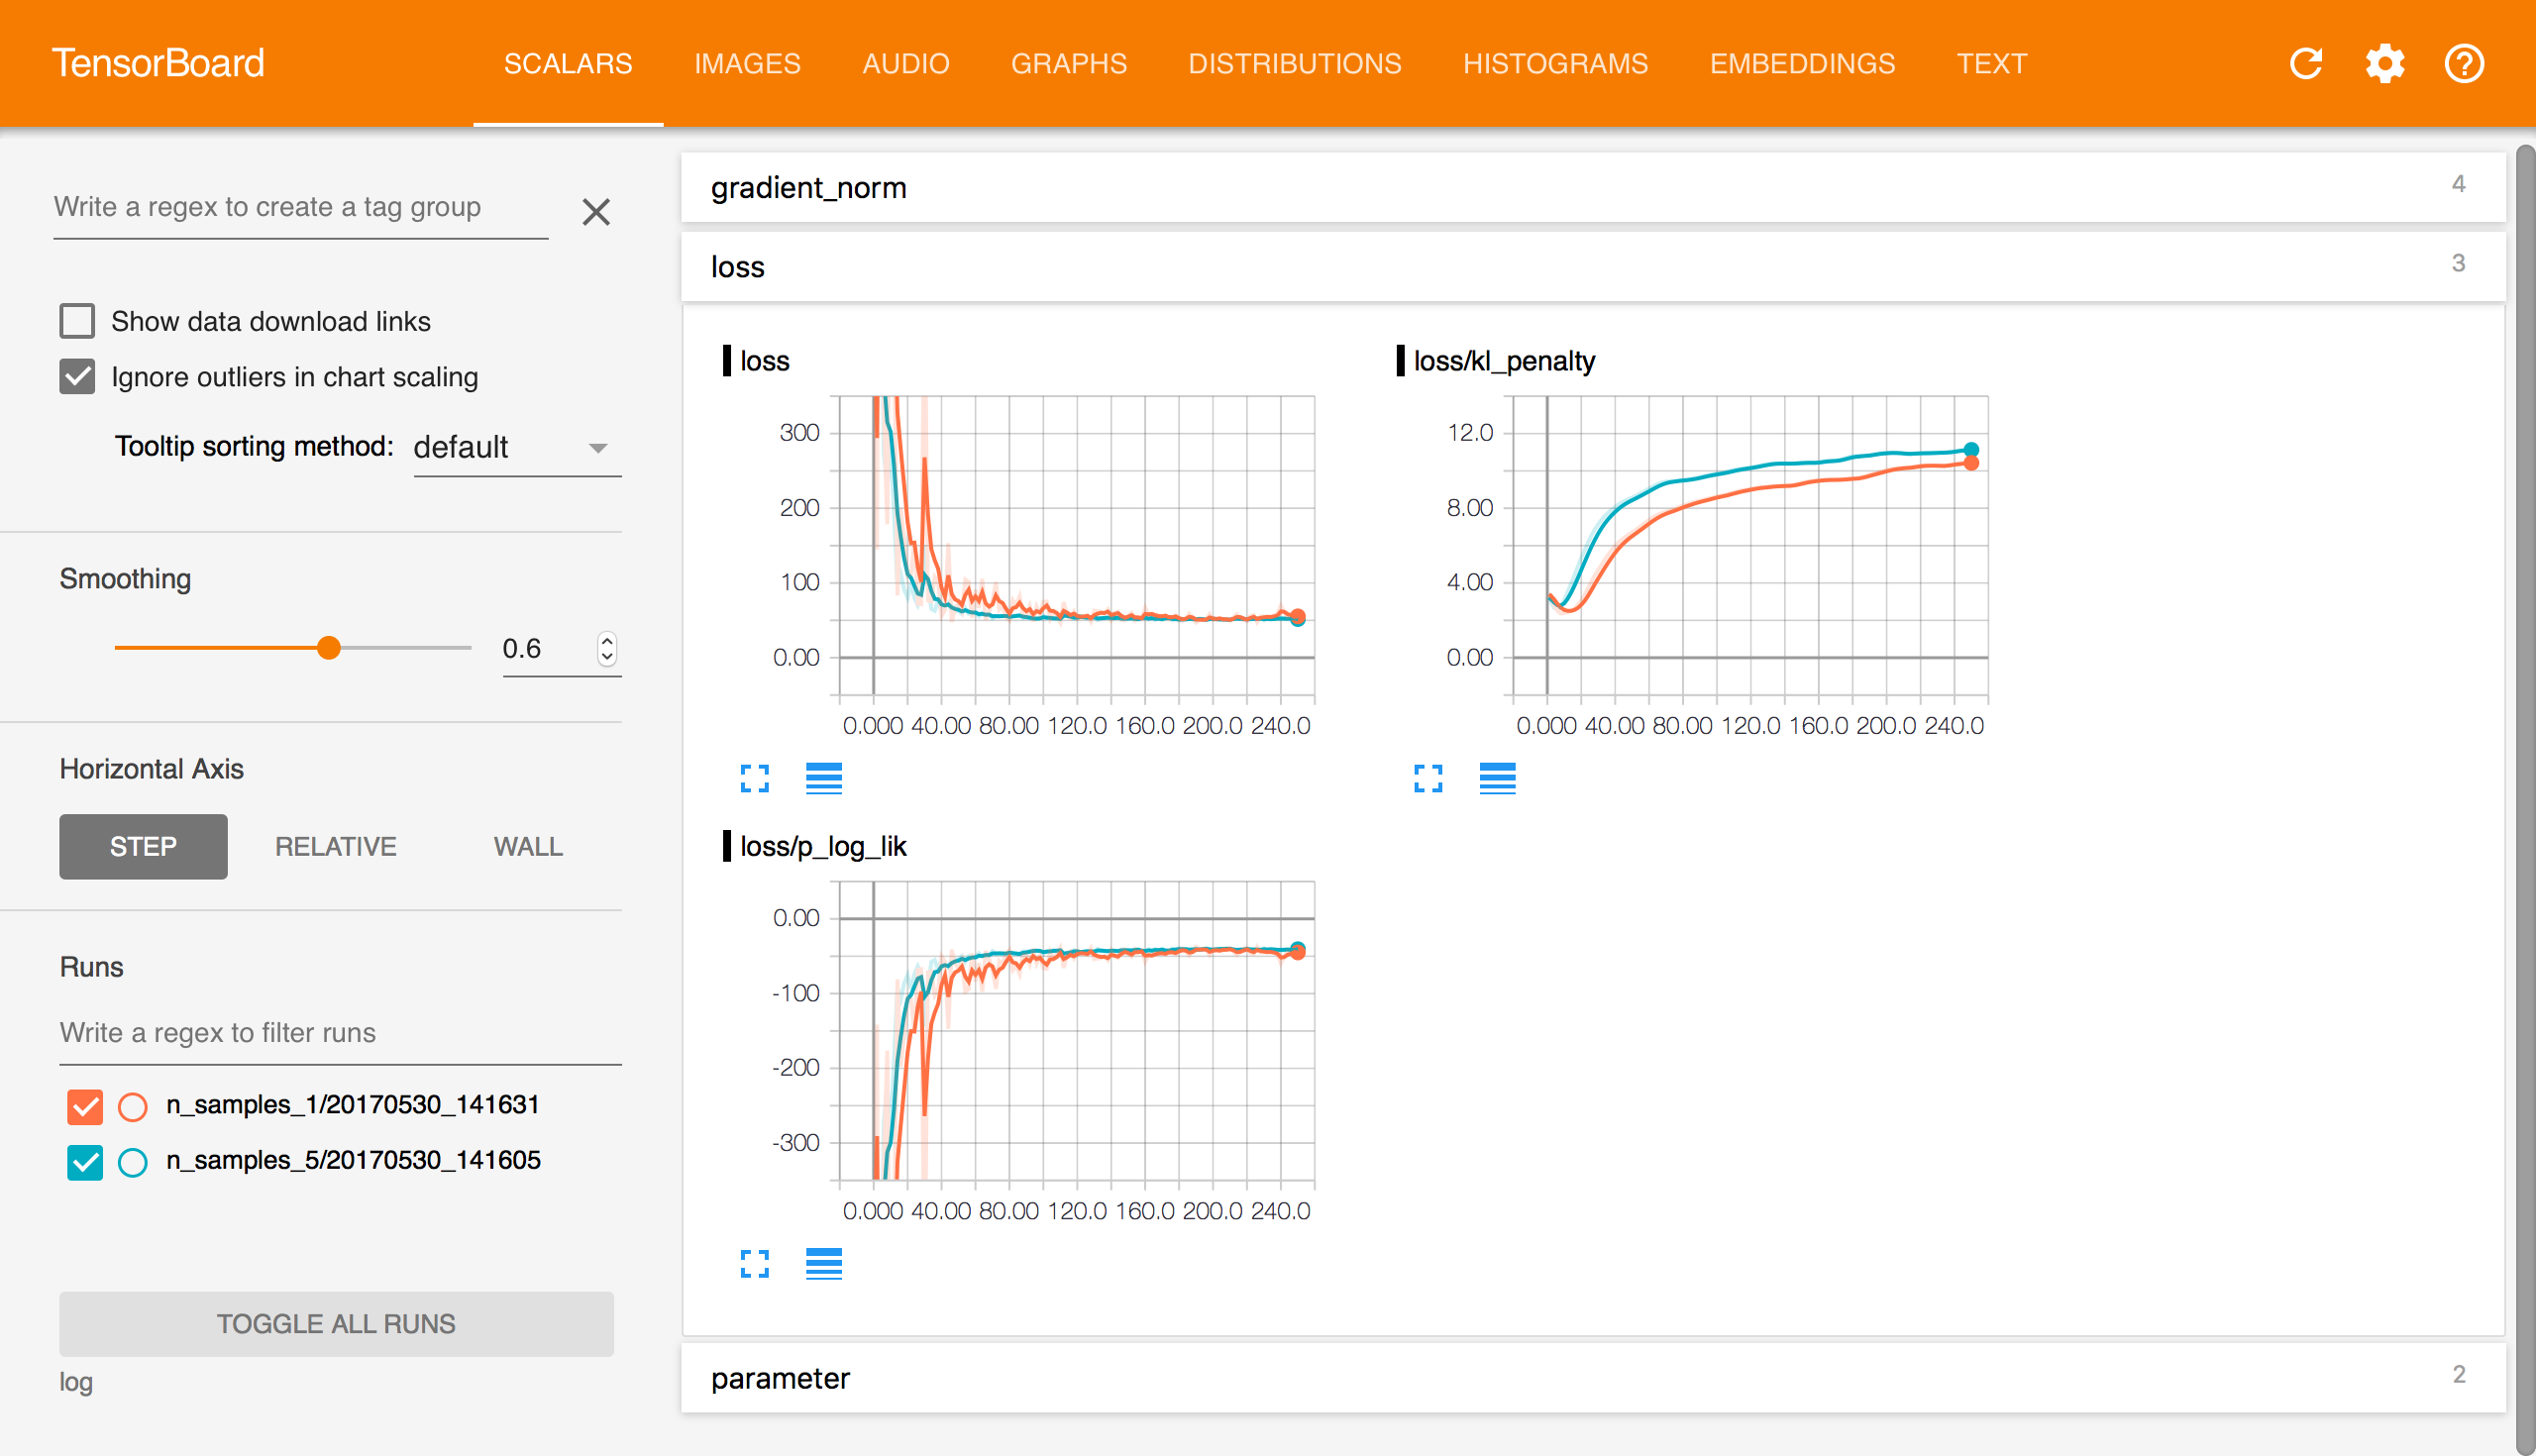 TensorBoard SCALARS IMAGES AUDIO GRAPHS DISTRIBUTIONS HISTOGRAMS EMBEDDINGS TEXT
Write a regex to create a tag group
Show data download links
Ignore outliers in chart scaling
Tooltip sorting method: default
Smoothing
0.6
Horizontal Axis
STEP RELATIVE WALL
Runs
Write a regex to filter runs
n_samples_1/20170530_141631
n_samples_5/20170530_141605
TOGGLE ALL RUNS
log
gradient_norm 4
loss 3
loss
300
200
100
0.00
0.000 40.00 80.00 120.0 160.0 200.0 240.0
loss/kl_penalty
12.0
8.00
4.00
0.00
0.000 40.00 80.00 120.0 160.0 200.0 240.0
loss/p_log_lik
0.00
-100
-200
-300
0.000 40.00 80.00 120.0 160.0 200.0 240.0
parameter 2